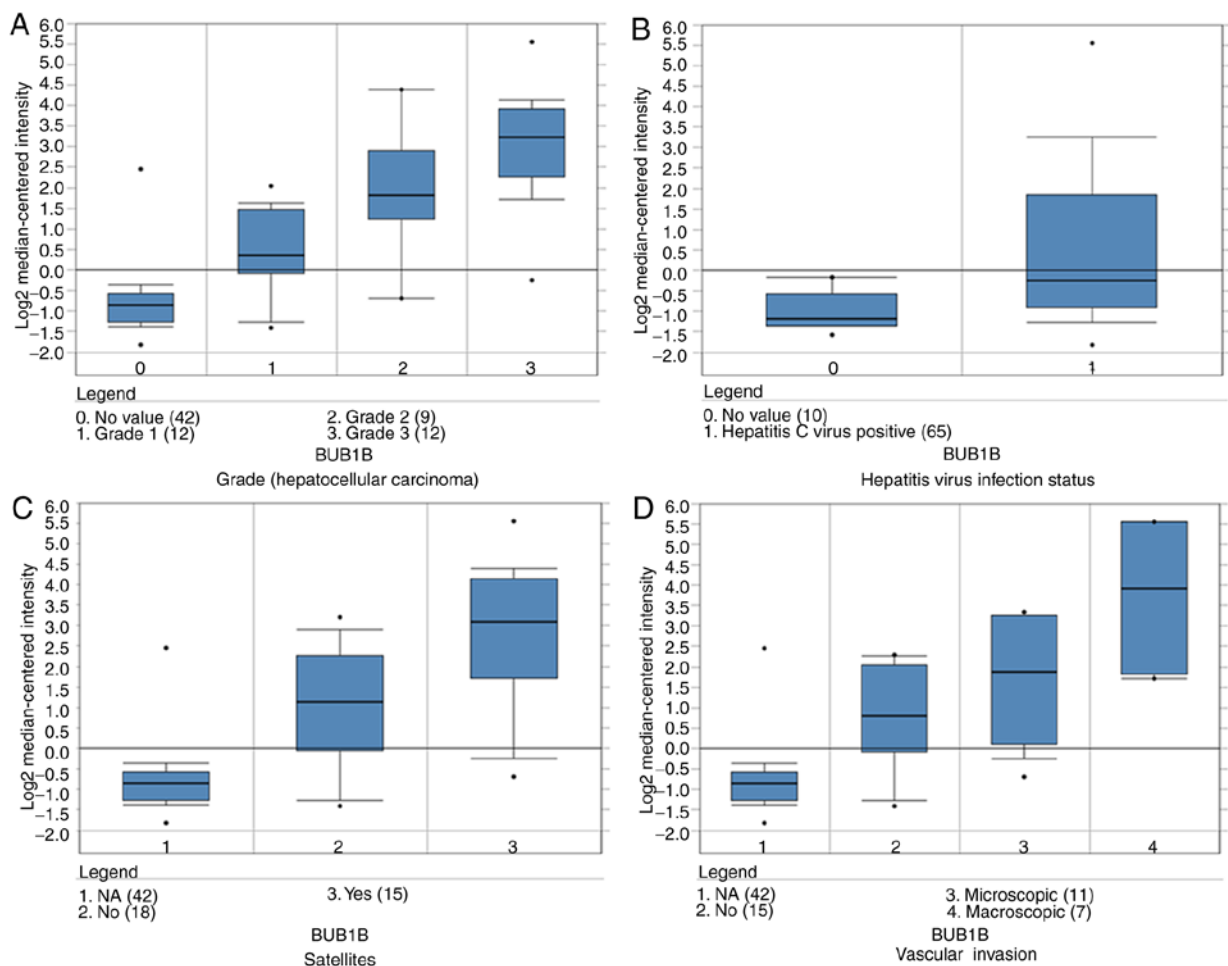 A
Log2 median-centered intensity
6.0
5.5
5.0
4.5
4.0
3.5
3.0
2.5
2.0
1.5
1.0
0.5
0.0
−0.5
−1.0
−1.5
−2.0
0 1 2 3
Legend
0. No value (42) 2. Grade 2 (9)
1. Grade 1 (12) 3. Grade 3 (12)
BUB1B
Grade (hepatocellular carcinoma)
B
Log2 median-centered intensity
6.0
5.5
5.0
4.5
4.0
3.5
3.0
2.5
2.0
1.5
1.0
0.5
0.0
−0.5
−1.0
−1.5
−2.0
0 1
Legend
0. No value (10)
1. Hepatitis C virus positive (65)
BUB1B
Hepatitis virus infection status
C
Log2 median-centered intensity
6.0
5.5
5.0
4.5
4.0
3.5
3.0
2.5
2.0
1.5
1.0
0.5
0.0
−0.5
−1.0
−1.5
−2.0
1 2 3
Legend
1. NA (42) 3. Yes (15)
2. No (18)
BUB1B
Satellites
D
Log2 median-centered intensity
6.0
5.5
5.0
4.5
4.0
3.5
3.0
2.5
2.0
1.5
1.0
0.5
0.0
−0.5
−1.0
−1.5
−2.0
1 2 3 4
Legend
1. NA (42) 3. Microscopic (11)
2. No (15) 4. Macroscopic (7)
BUB1B
Vascular invasion